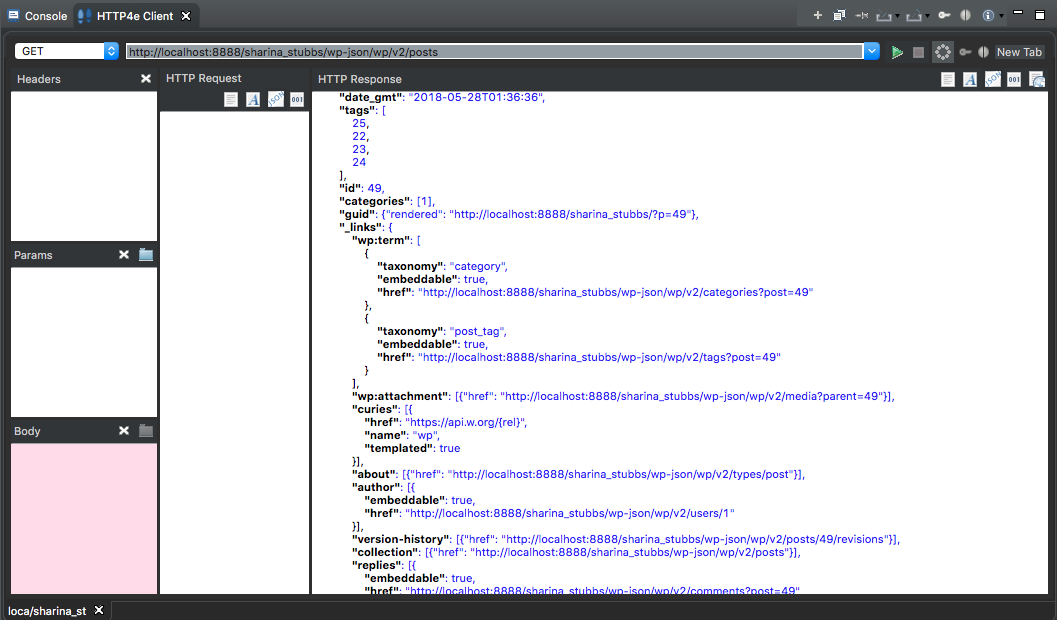 Console
HTTP4e Client
GET
http://localhost:8888/sharina_stubbs/wp-json/wp/v2/posts
New Tab
Headers
HTTP Request
HTTP Response
A
JSON
001
A
JSON
001
Params
Body
"date_gmt": "2018-05-28T01:36:36",
"tags": [
25,
22,
23,
24
],
"id": 49,
"categories": [1],
"guid": {"rendered": "http://localhost:8888/sharina_stubbs/?p=49"},
"_links": {
"wp:term": [
{
"taxonomy": "category",
"embeddable": true,
"href": "http://localhost:8888/sharina_stubbs/wp-json/wp/v2/categories?post=49"
},
{
"taxonomy": "post_tag",
"embeddable": true,
"href": "http://localhost:8888/sharina_stubbs/wp-json/wp/v2/tags?post=49"
}
],
"wp:attachment": [{"href": "http://localhost:8888/sharina_stubbs/wp-json/wp/v2/media?parent=49"}],
"curies": [{
"href": "https://api.w.org/{rel}",
"name": "wp",
"templated": true
}],
"about": [{"href": "http://localhost:8888/sharina_stubbs/wp-json/wp/v2/types/post"}],
"author": [{
"embeddable": true,
"href": "http://localhost:8888/sharina_stubbs/wp-json/wp/v2/users/1"
}],
"version-history": [{"href": "http://localhost:8888/sharina_stubbs/wp-json/wp/v2/posts/49/revisions"}],
"collection": [{"href": "http://localhost:8888/sharina_stubbs/wp-json/wp/v2/posts"}],
"replies": [{
"embeddable": true,
"href": "http://localhost:8888/sharina_stubbs/wp-json/wp/v2/comments?post=49"
loca/sharina_st